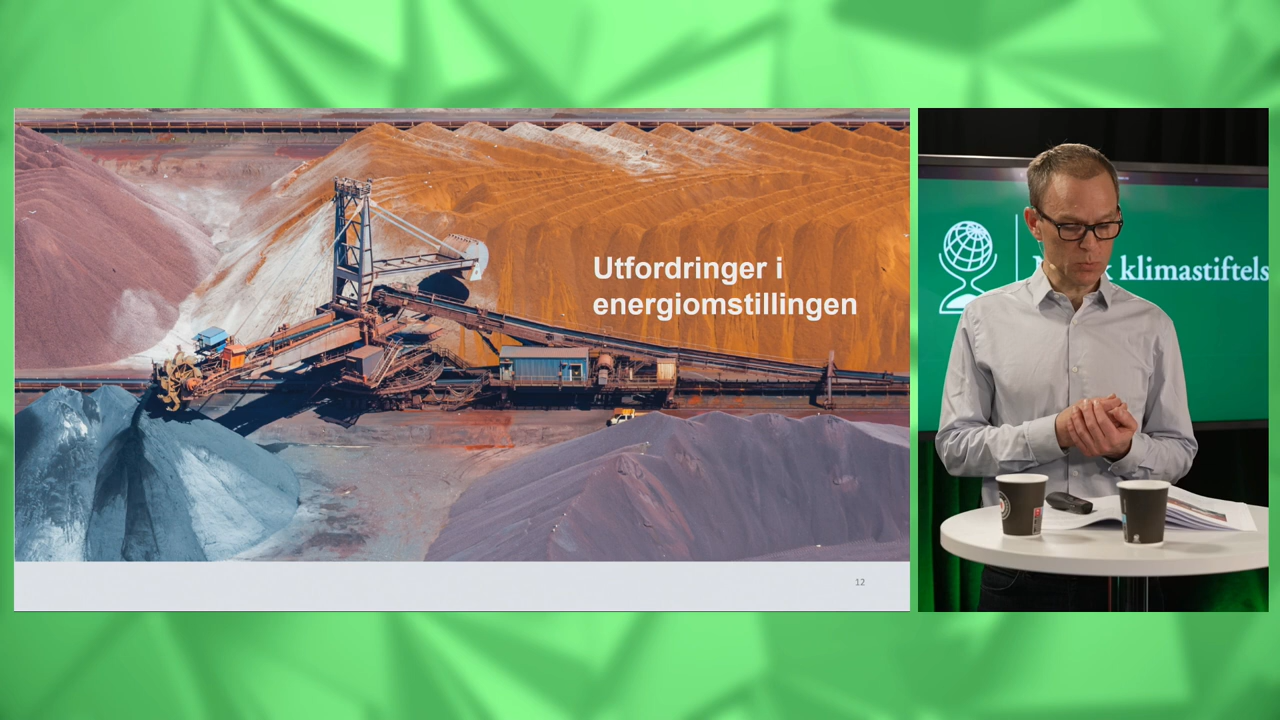 Utfordringer i
energiomstillingen
12
k klimastiftels